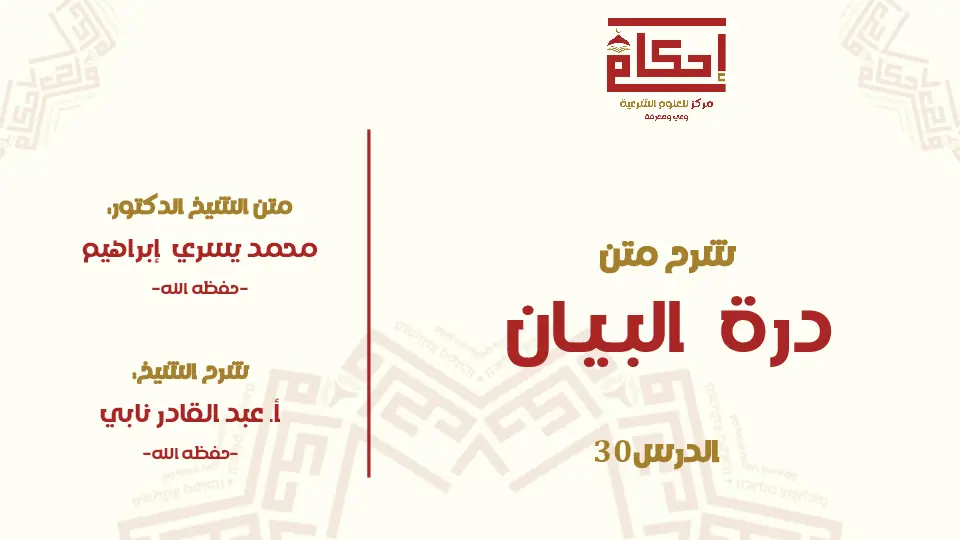 إحكام
مركز للعلوم الشرعية
وعي ومعرفة
شرح متن
درة البيان
الدرس30
متن الشيخ الدكتور:
محمد يسري إبراهيم
-حفظه الله-
شرح الشيخ:
أ. عبد القادر نابي
-حفظه الله-